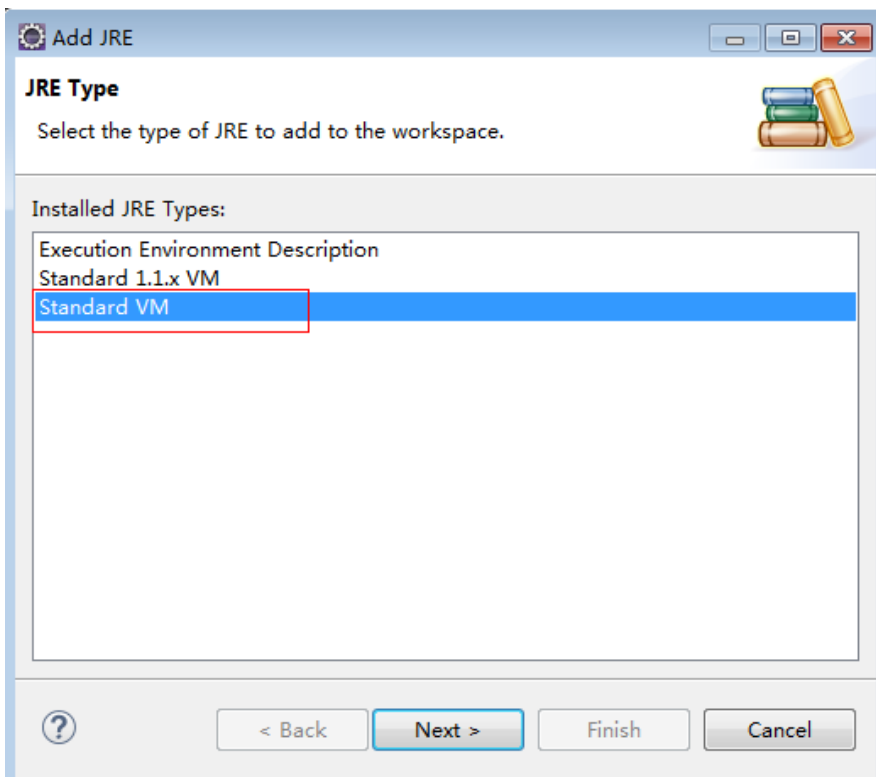 Add JRE
JRE Type
Select the type of JRE to add to the workspace.
Installed JRE Types:
Execution Environment Description
Standard 1.1.x VM
Standard VM
?
< Back
Next >
Finish
Cancel